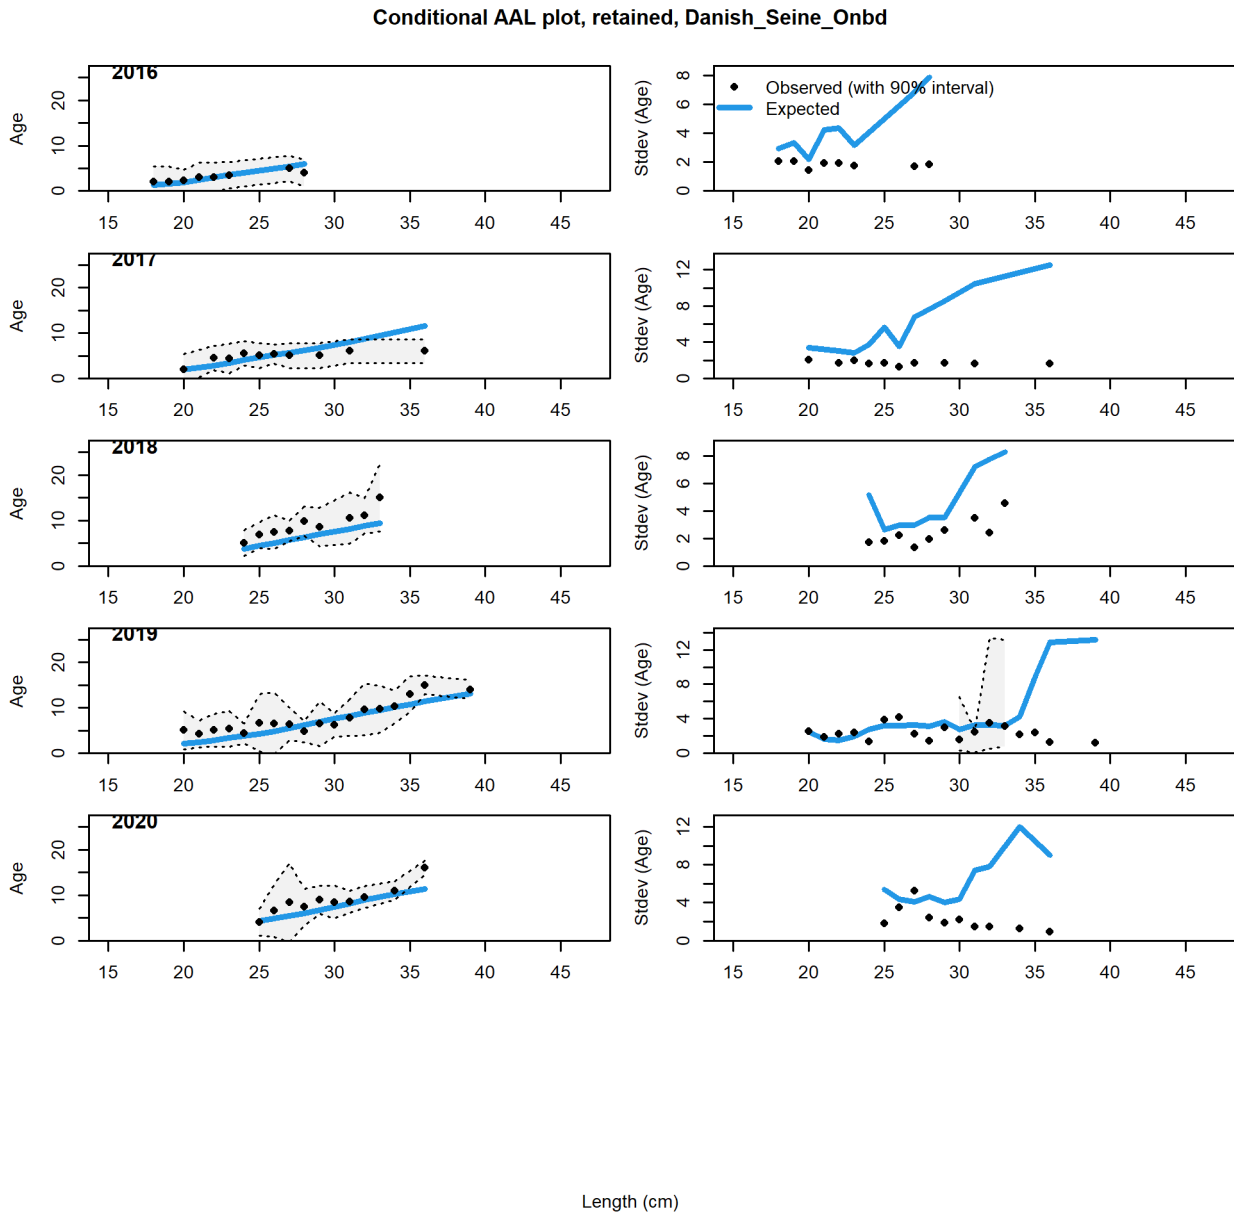 Conditional AAL plot, retained, Danish_Seine_Onbd
2016
Age
0 10 20
15 20 25 30 35 40 45
Observed (with 90% interval)
Expected
Stdev (Age)
0 2 4 6 8
15 20 25 30 35 40 45
2017
Age
0 10 20
15 20 25 30 35 40 45
Stdev (Age)
0 4 8 12
15 20 25 30 35 40 45
2018
Age
0 10 20
15 20 25 30 35 40 45
Stdev (Age)
0 2 4 6 8
15 20 25 30 35 40 45
2019
Age
0 10 20
15 20 25 30 35 40 45
Stdev (Age)
0 4 8 12
15 20 25 30 35 40 45
2020
Age
0 10 20
15 20 25 30 35 40 45
Stdev (Age)
0 4 8 12
15 20 25 30 35 40 45
Length (cm)